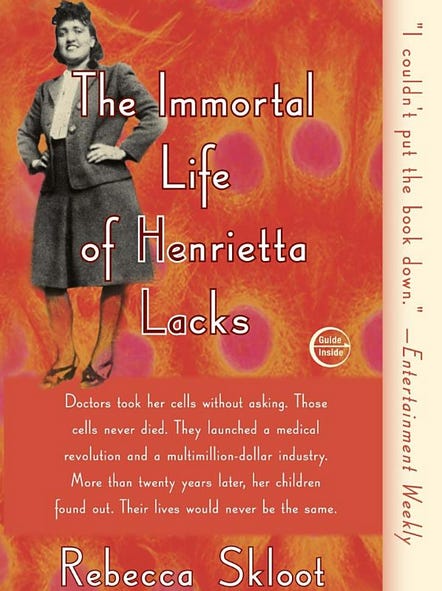 The Immortal
Life
of Henrietta
Lacks
Guide
Inside
Doctors took her cells without asking. Those
cells never died. They launched a medical
revolution and a multimillion-dollar industry.
More than twenty years later, her children
found out. Their lives would never be the same.
Rebecca Skloot
"I couldn't put the book down." —Entertainment Weekly